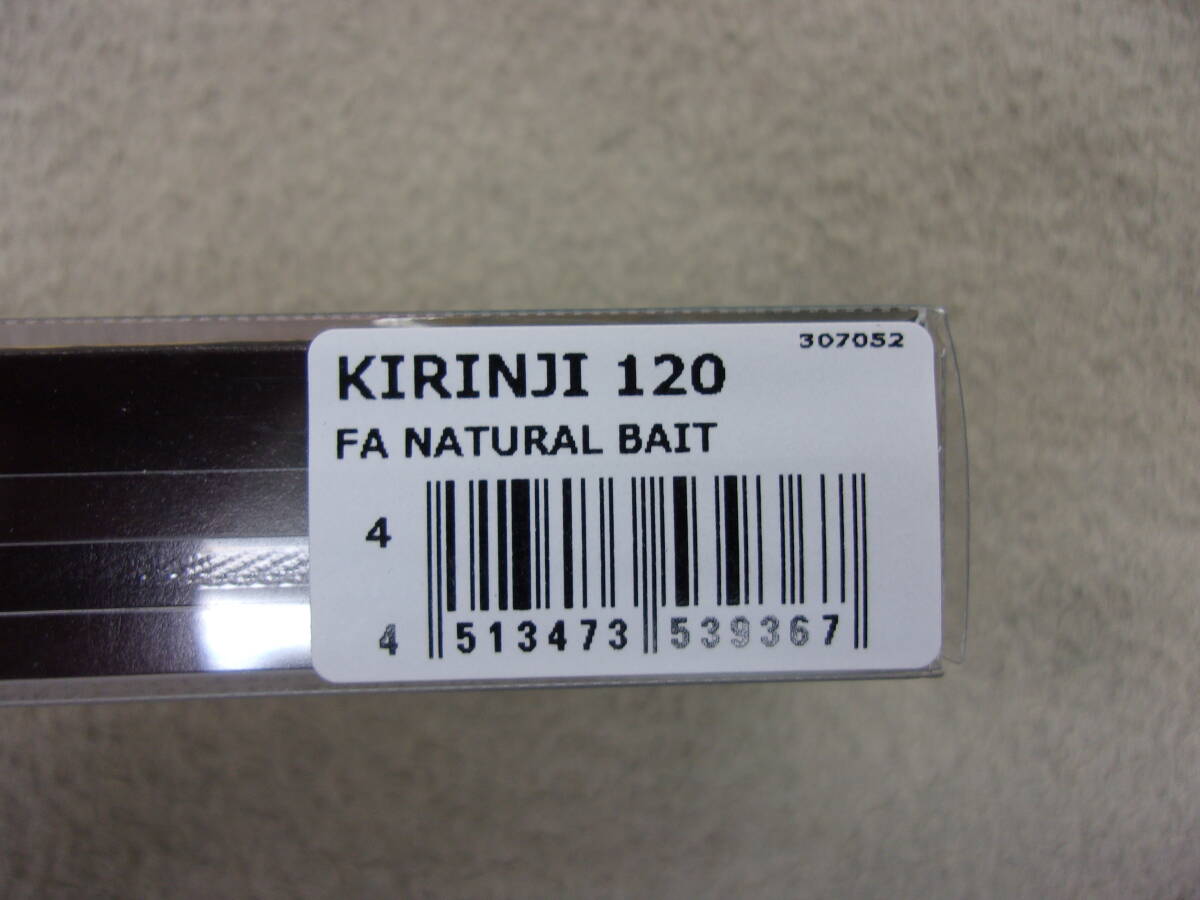 307052
KIRINJI 120
FA NATURAL BAIT
4
4 513473 539367